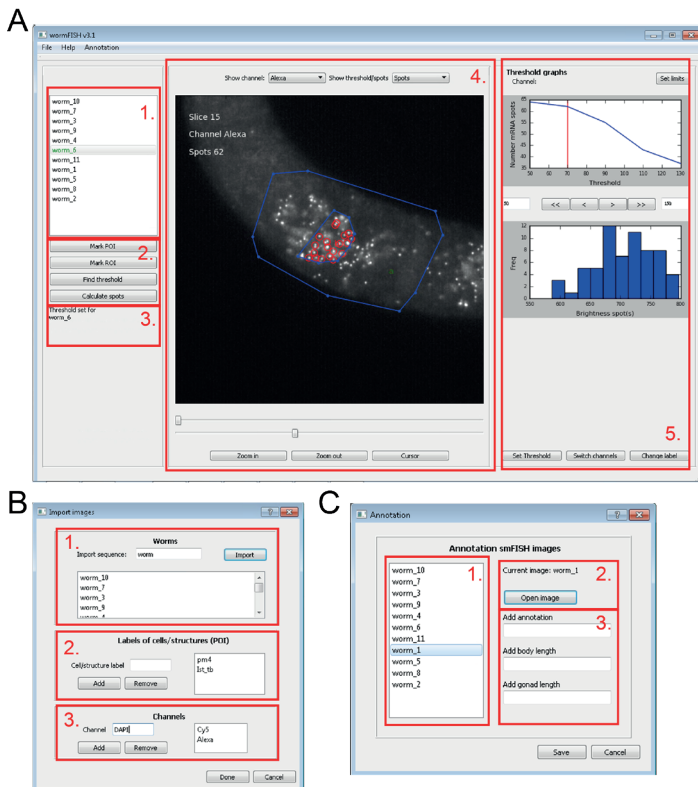 A
wormFISH v3.1
File Help Annotation
1.
worm_10
worm_7
worm_3
worm_9
worm_4
worm_6
worm_11
worm_1
worm_5
worm_8
worm_2
2.
Mark POI
Mark ROI
Find threshold
Calculate spots
3.
Threshold set for
worm_6
4.
Show channel: Alexa Show threshold/spots Spots
Slice 15
Channel Alexa
Spots 62
Zoom in Zoom out Cursor
Threshold graphs
Channel: Set limits
Number mRNA spots
65
60
55
50
45
40
35
50 60 70 80 90 100 110 120 130
Threshold
50 << < > >> 150
freq
12
10
8
6
4
2
0
550 600 650 700 750 800
Brightness spot(s)
5.
Set Threshold Switch channels Change label
B
Import images
1.
Worms
Import sequence: worm Import
worm_10
worm_7
worm_3
worm_9
worm_4
2.
Labels of cells/structures (POI)
Cell/structure label
Add Remove
pm4
I3. Channels
Channel DAPI
Add Remove
Cy5
Alexa
Done Cancel
C
Annotation
Annotation smFISH images
1.
worm_10
worm_7
worm_3
worm_9
worm_4
worm_6
worm_11
worm_1
worm_5
worm_8
worm_2
2.
Current image: worm_1
Open image
3.
Add annotation
Add body length
Add gonad length
Save Cancel